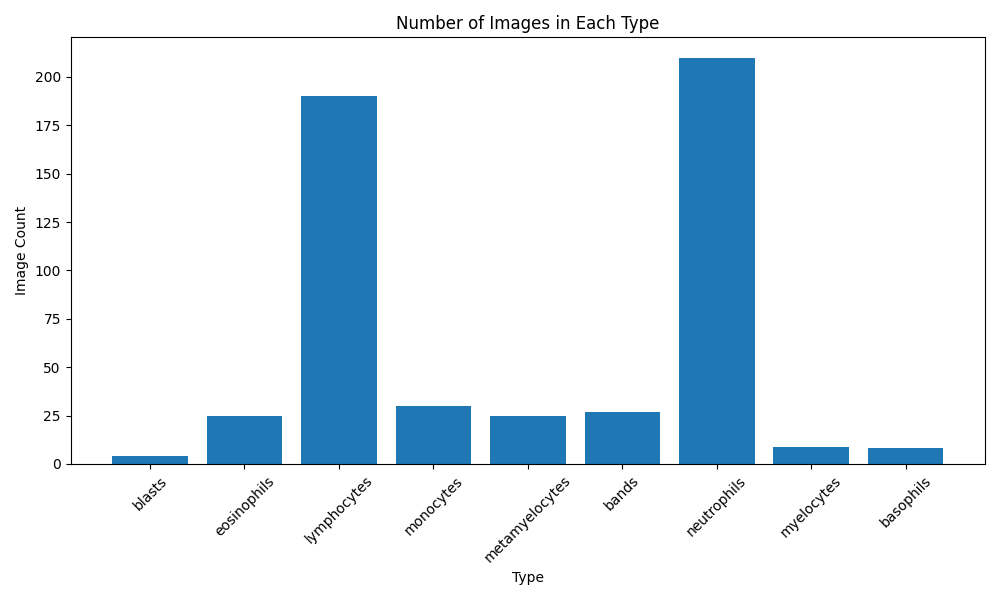 Number of Images in Each Type
Image Count
200
175
150
125
100
75
50
25
0
blasts
eosinophils
lymphocytes
monocytes
metamyelocytes
bands
neutrophils
myelocytes
basophils
Type